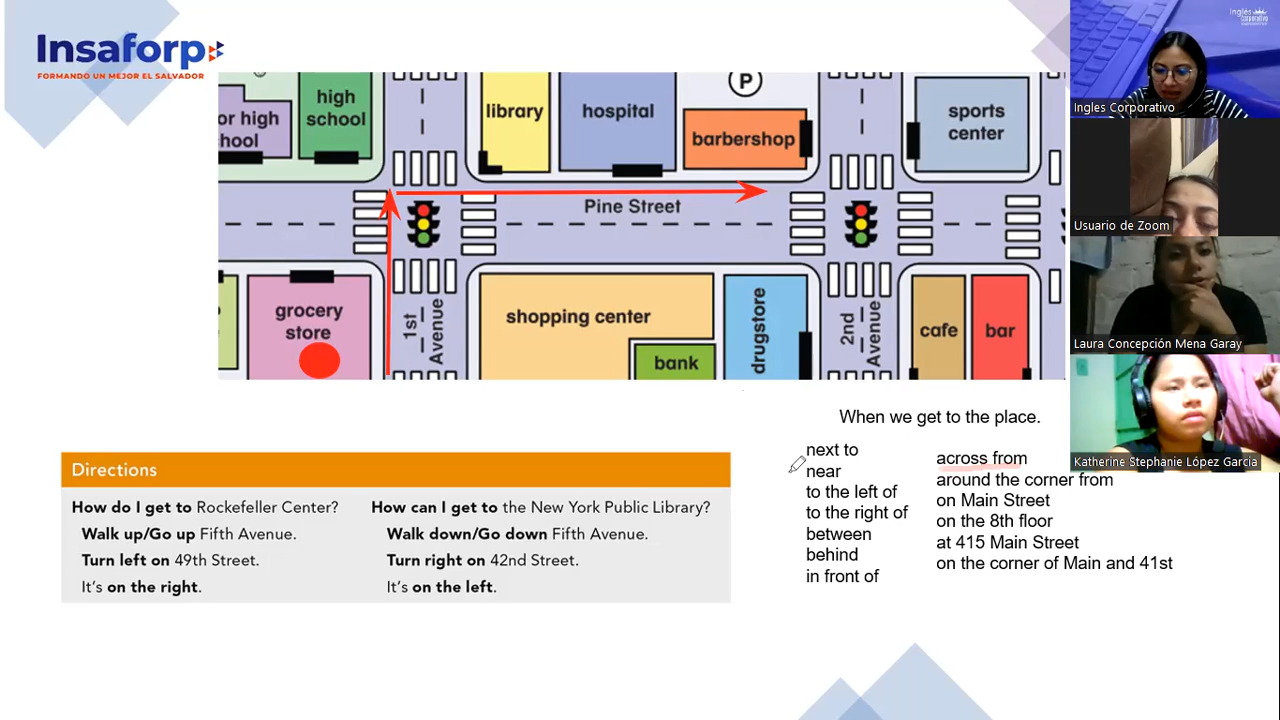 Insaforp
FORMANDO UN MEJOR EL SALVADOR
or high
hool
high
school
library
hospital
P
barbershop
sports
center
Pine Street
grocery
store
1st
Avenue
shopping center
bank
drugstore
2nd
Avenue
cafe
bar
Inglés
Corporativo
Ingles Corporativo
Usuario de Zoom
Laura Concepción Mena Garay
Katherine Stephanie López Garcia
When we get to the place.
next to
near
to the left of
to the right of
between
behind
in front of
across from
around the corner from
on Main Street
on the 8th floor
at 415 Main Street
on the corner of Main and 41st
Directions
How do I get to Rockefeller Center?
Walk up/Go up Fifth Avenue.
Turn left on 49th Street.
It's on the right.
How can I get to the New York Public Library?
Walk down/Go down Fifth Avenue.
Turn right on 42nd Street.
It's on the left.